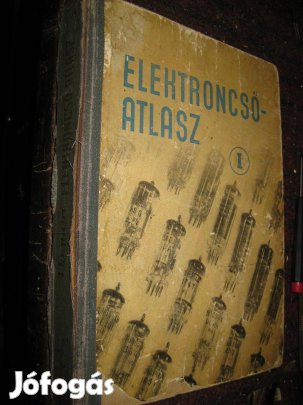 ELEKTRONCSŐ-
ATLASZ
I
Jófogás